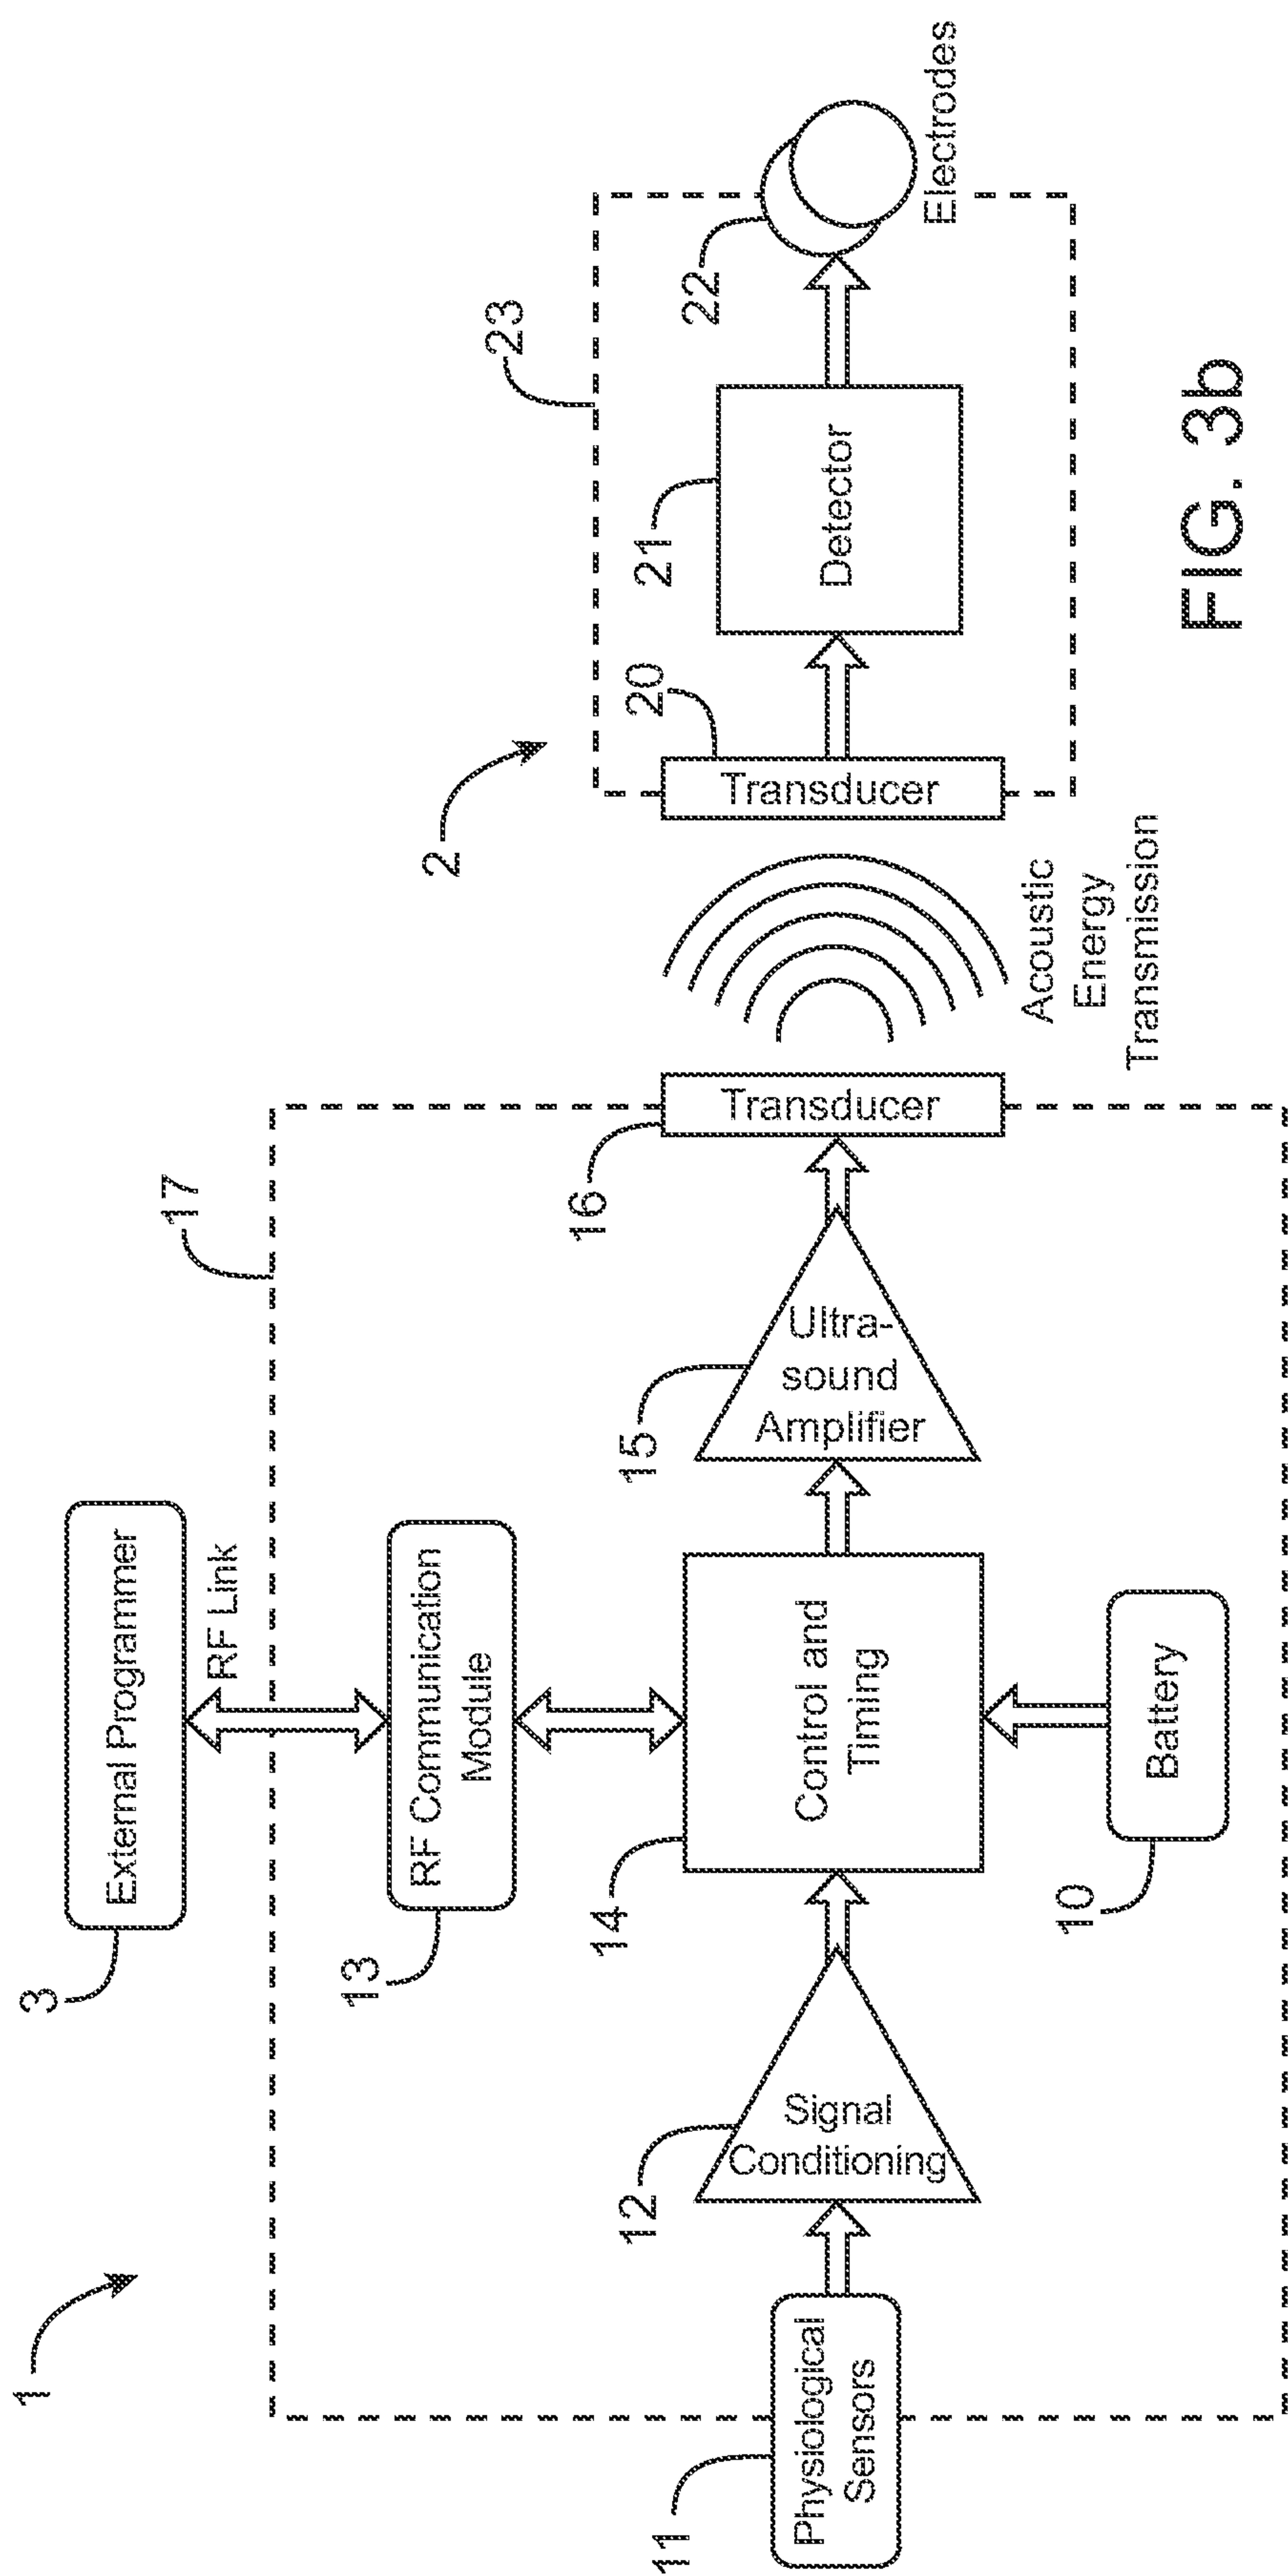 1
3
External Programmer
RF Link
17
13
RF Communication
Module
2
23
11
Physiological
Sensors
12
Signal
Conditioning
14
Control and
Timing
15
Ultra-
sound
Amplifier
16
Transducer
20
Transducer
21
Detector
22
Electrodes
10
Battery
Acoustic
Energy
Transmission
FIG. 3b